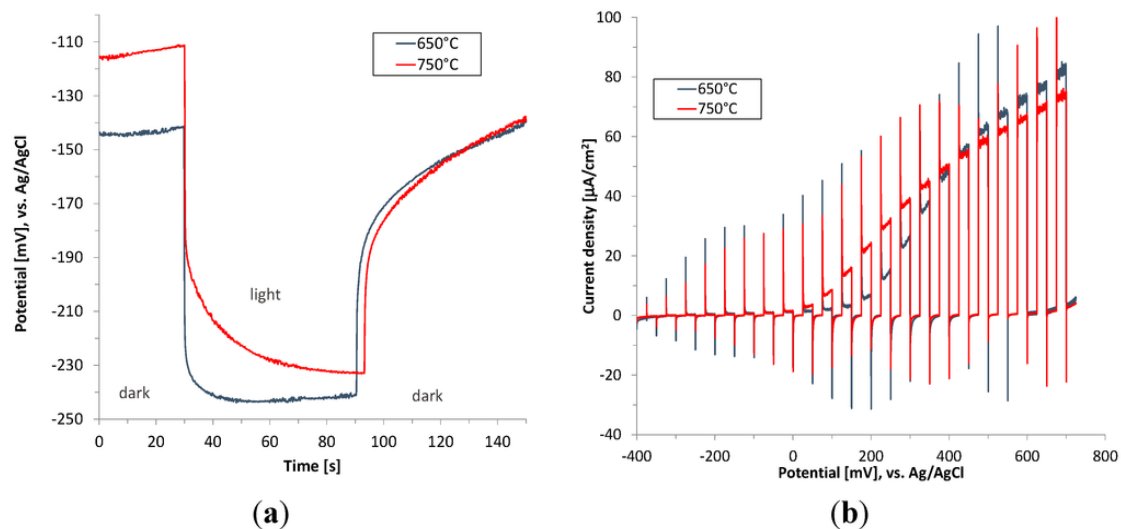 -110
-130
-150
-170
-190
-210
-230
-250
Potential [mV], vs. Ag/AgCl
650°C
750°C
light
dark
dark
0
20
40
60
80
100
120
140
Time [s]
(a)
100
80
60
40
20
0
-20
-40
Current density [µA/cm²]
650°C
750°C
-400
-200
0
200
400
600
800
Potential [mV], vs. Ag/AgCl
(b)